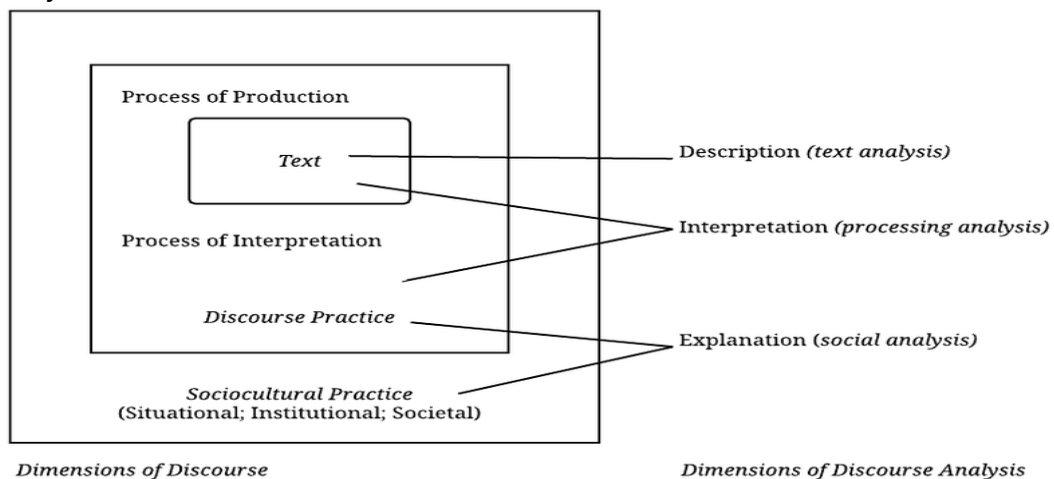 Process of Production
Text
Description (text analysis)
Interpretation (processing analysis)
Process of Interpretation
Discourse Practice
Explanation (social analysis)
Sociocultural Practice
(Situational; Institutional; Societal)
Dimensions of Discourse
Dimensions of Discourse Analysis